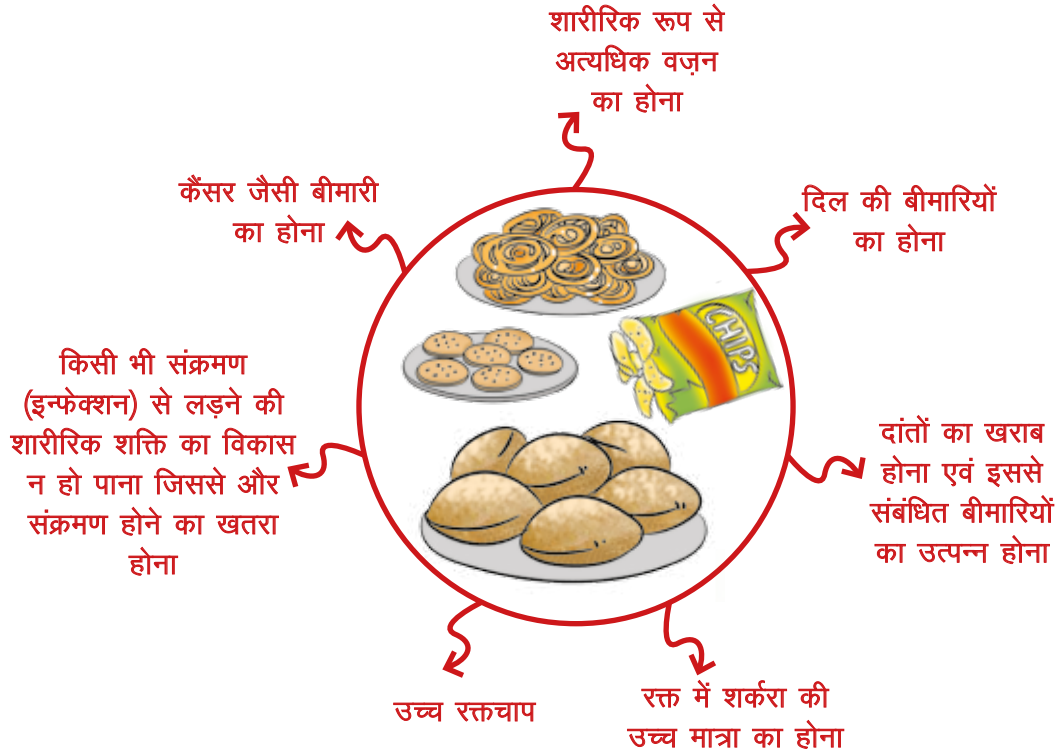 शारीरिक रूप से
अत्यधिक वज़न
का होना
दिल की बीमारियों
का होना
CHIPS
दांतों का खराब
होना एवं इससे
संबंधित बीमारियों
का उत्पन्न होना
रक्त में शर्करा की
उच्च मात्रा का होना
उच्च रक्तचाप
किसी भी संक्रमण
(इन्फेक्शन) से लड़ने की
शारीरिक शक्ति का विकास
न हो पाना जिससे और
संक्रमण होने का खतरा
होना
कैंसर जैसी बीमारी
का होना